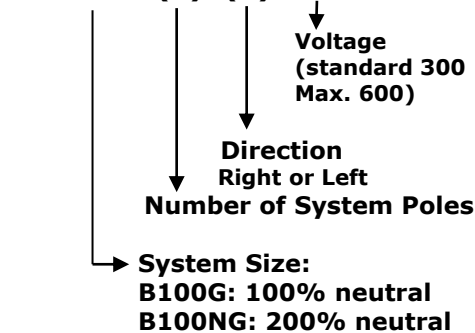 Voltage
(standard 300
Max. 600)
Direction
Right or Left
Number of System Poles
System Size:
B100G: 100% neutral
B100NG: 200% neutral